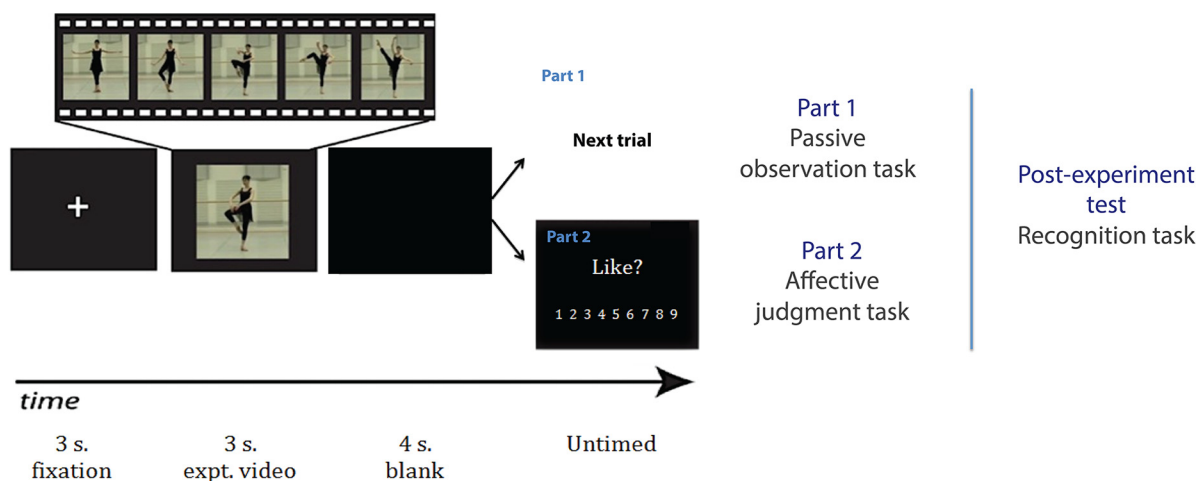 Part 1
Next trial
Part 2
Like?
1 2 3 4 5 6 7 8 9
time
3 s.
fixation
3 s.
expt. video
4 s.
blank
Untimed
Part 1
Passive
observation task
Part 2
Affective
judgment task
Post-experiment
test
Recognition task